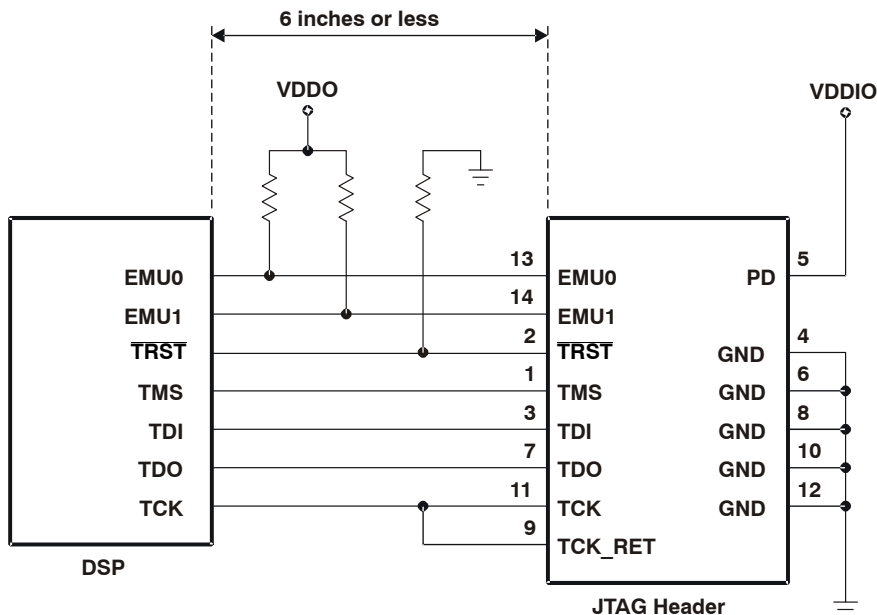 6 inches or less
VDDO
VDDIO
13
5
EMU0
EMU0
PD
14
EMU1
EMU1
2
4
TRST
TRST
GND
1
6
TMS
TMS
GND
3
8
TDI
TDI
GND
7
10
TDO
TDO
GND
11
12
TCK
TCK
GND
9
TCK_RET
DSP
JTAG Header